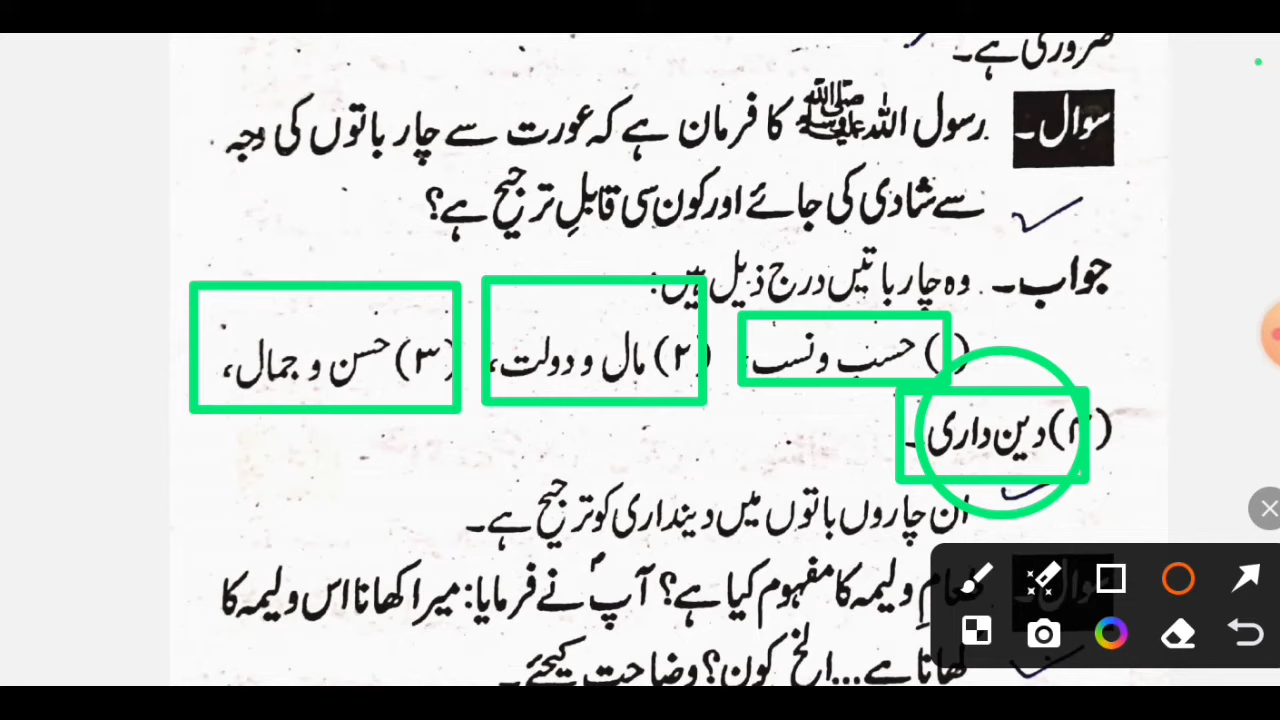 ضروری ہے۔
سوال۔ رسول اللہ ﷺ کا فرمان ہے کہ عورت سے چار باتوں کی وجہ
سے شادی کی جائے اور کون سی قابلِ ترجیح ہے؟
جواب۔ وہ چار باتیں درج ذیل ہیں:
(۱) حسب و نسب، (۲) مال و دولت، (۳) حسن و جمال،
(۴) دین داری۔
ان چاروں باتوں میں دینداری کو ترجیح ہے۔
سوال۔ طعامِ ولیمہ کا مفہوم کیا ہے؟ آپؐ نے فرمایا: میرا کھانا اس ولیمہ کا
کھانا ہے... الخ کون؟ وضاحت کیجئے۔